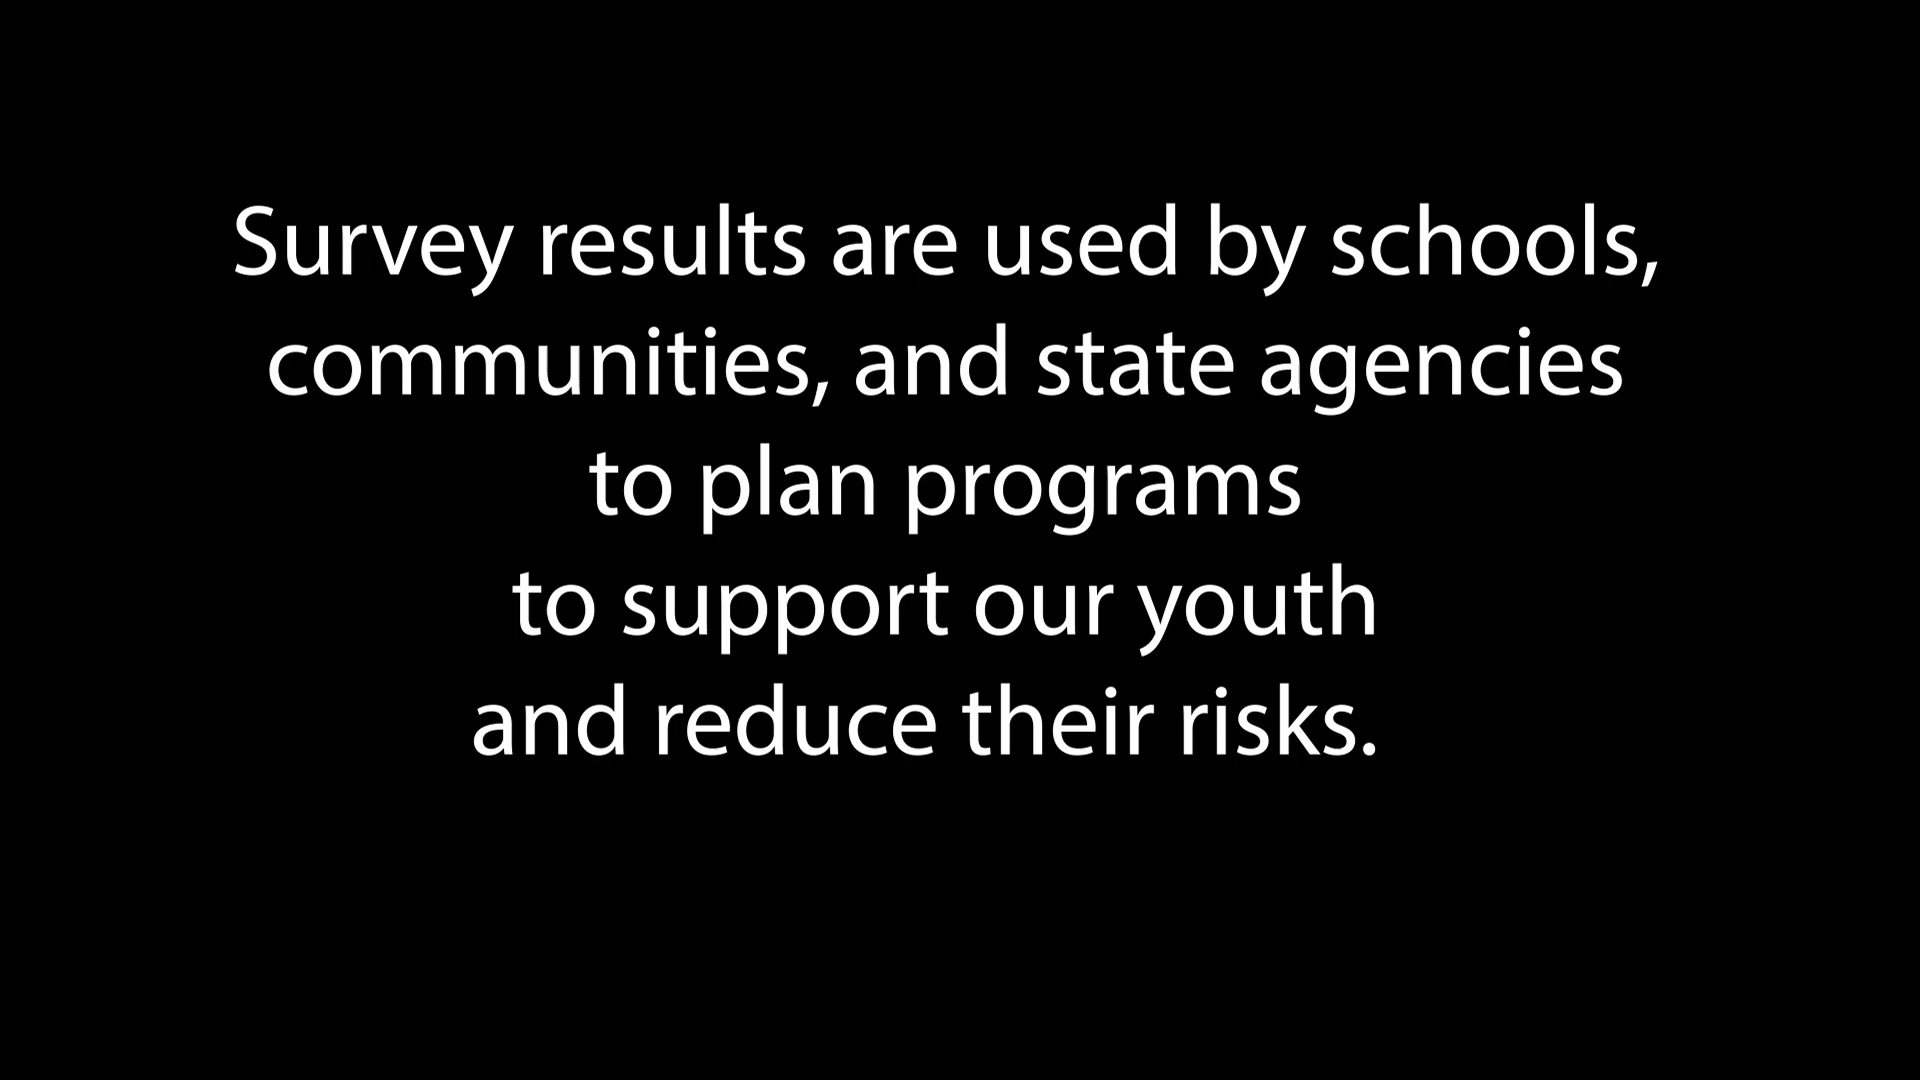 Survey results are used by schools,
communities, and state agencies
to plan programs
to support our youth
and reduce their risks.